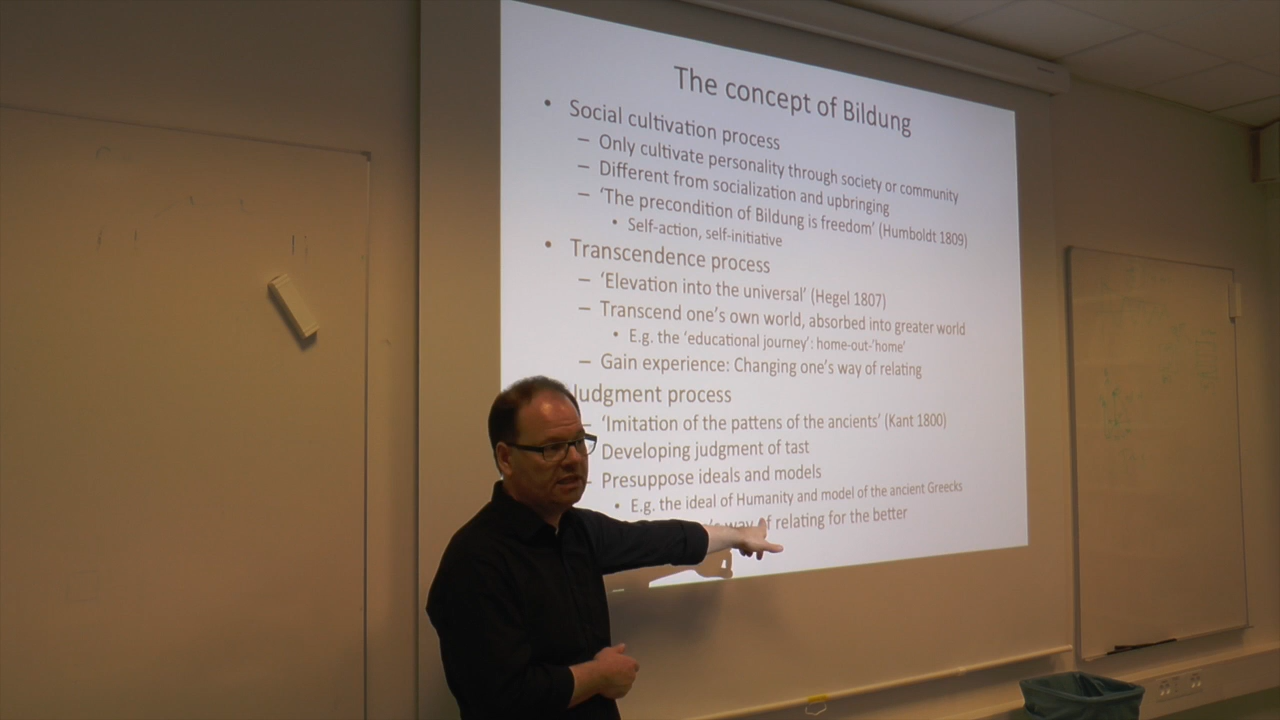 The concept of Bildung
• Social cultivation process
– Only cultivate personality through society or community
– Different from socialization and upbringing
– 'The precondition of Bildung is freedom' (Humboldt 1809)
• Self-action, self-initiative
• Transcendence process
– 'Elevation into the universal' (Hegel 1807)
– Transcend one's own world, absorbed into greater world
• E.g. the 'educational journey': home-out-'home'
– Gain experience: Changing one's way of relating
Judgment process
– 'Imitation of the pattens of the ancients' (Kant 1800)
Developing judgment of tast
– Presuppose ideals and models
• E.g. the ideal of Humanity and model of the ancient Greecks
way of relating for the better